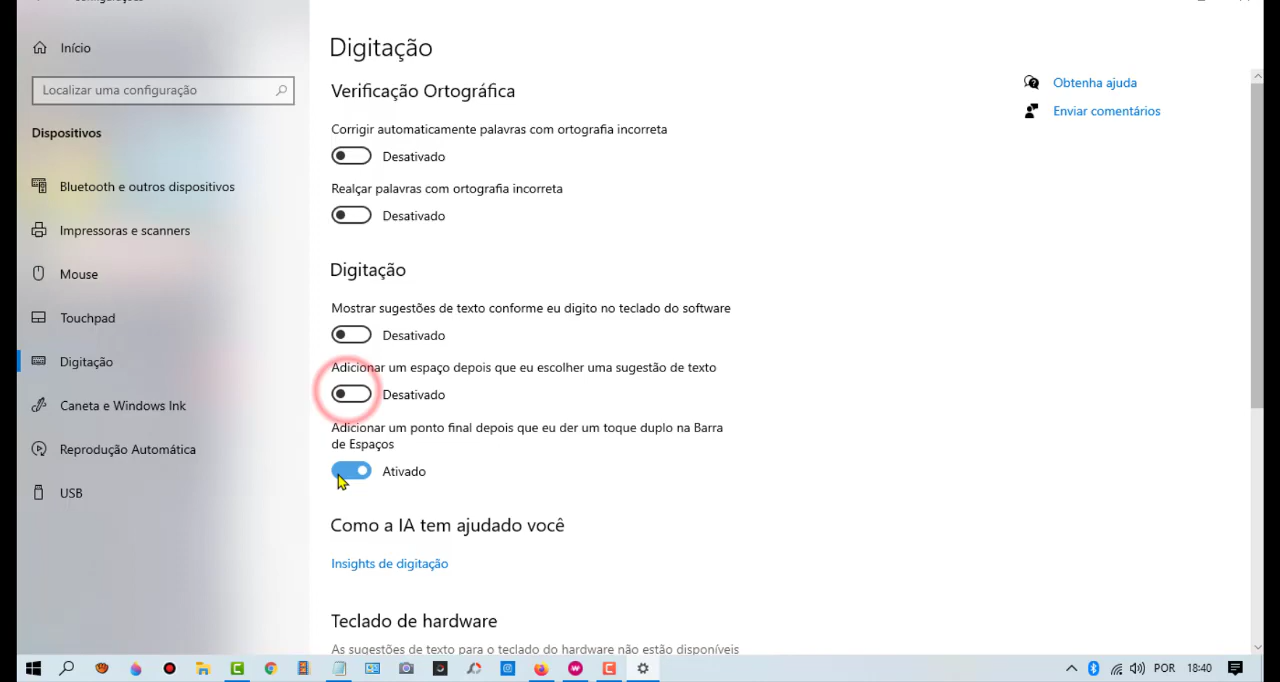 Configurações
Início
Localizar uma configuração
Dispositivos
Bluetooth e outros dispositivos
Impressoras e scanners
Mouse
Touchpad
Digitação
Caneta e Windows Ink
Reprodução Automática
USB
Digitação
Verificação Ortográfica
Corrigir automaticamente palavras com ortografia incorreta
Desativado
Realçar palavras com ortografia incorreta
Desativado
Digitação
Mostrar sugestões de texto conforme eu digito no teclado do software
Desativado
Adicionar um espaço depois que eu escolher uma sugestão de texto
Desativado
Adicionar um ponto final depois que eu der um toque duplo na Barra
de Espaços
Ativado
Como a IA tem ajudado você
Insights de digitação
Teclado de hardware
As sugestões de texto para o teclado do hardware não estão disponíveis
Obtenha ajuda
Enviar comentários
POR
18:40